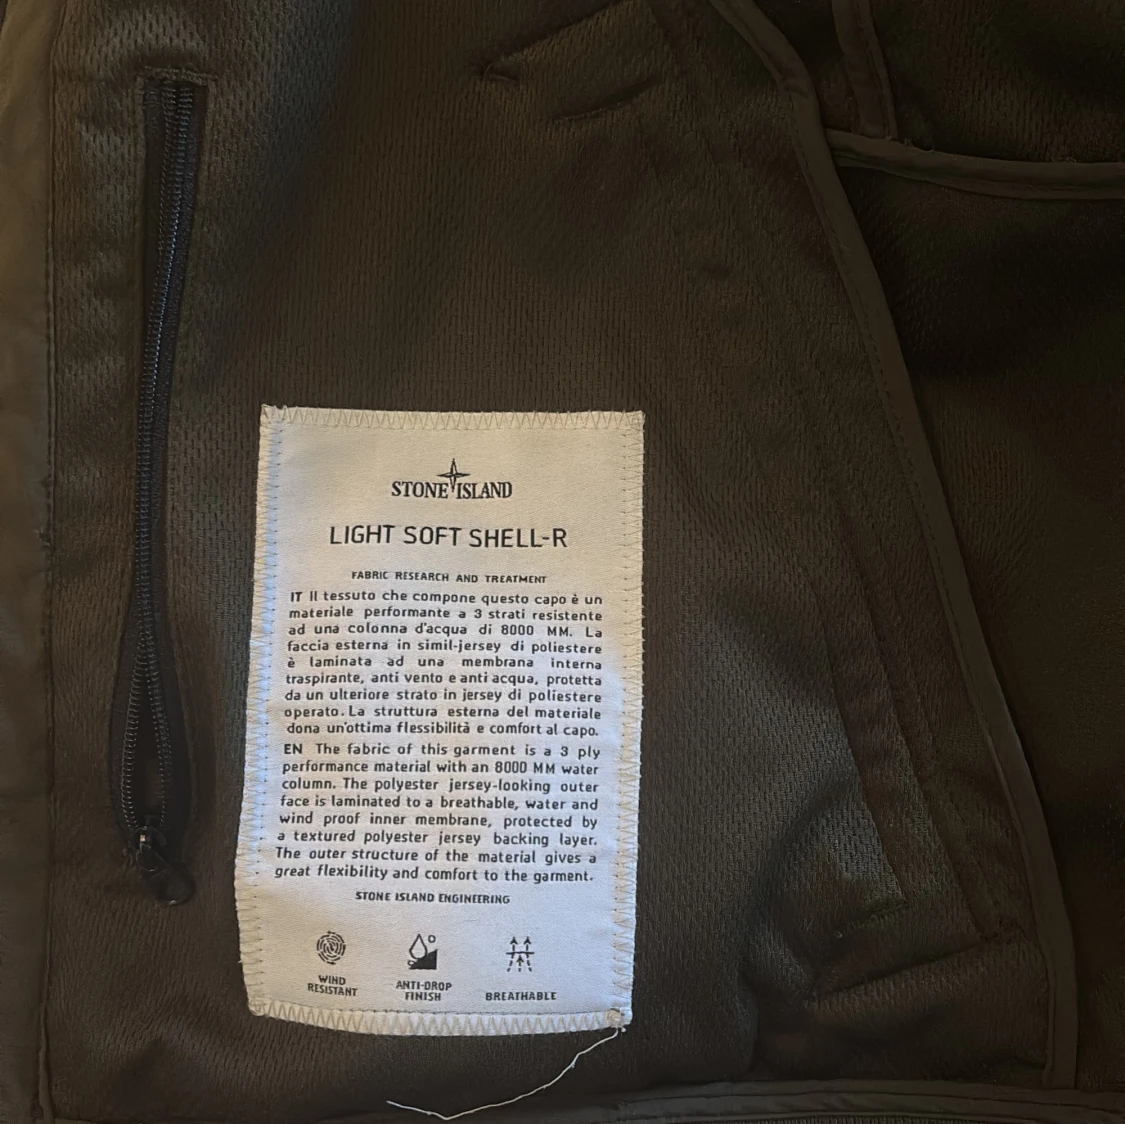 STONE ISLAND
LIGHT SOFT SHELL-R
FABRIC RESEARCH AND TREATMENT
IT Il tessuto che compone questo capo è un
materiale performante a 3 strati resistente
ad una colonna d'acqua di 8000 MM. La
faccia esterna in simil-jersey di poliestere
è laminata ad una membrana interna
traspirante, anti vento e anti acqua, protetta
da un ulteriore strato in jersey di poliestere
operato. La struttura esterna del materiale
dona un'ottima flessibilità e comfort al capo.
EN The fabric of this garment is a 3 ply
performance material with an 8000 MM water
column. The polyester jersey-looking outer
face is laminated to a breathable, water and
wind proof inner membrane, protected by
a textured polyester jersey backing layer.
The outer structure of the material gives a
great flexibility and comfort to the garment.
STONE ISLAND ENGINEERING
WIND
RESISTANT
ANTI-DROP
FINISH
BREATHABLE